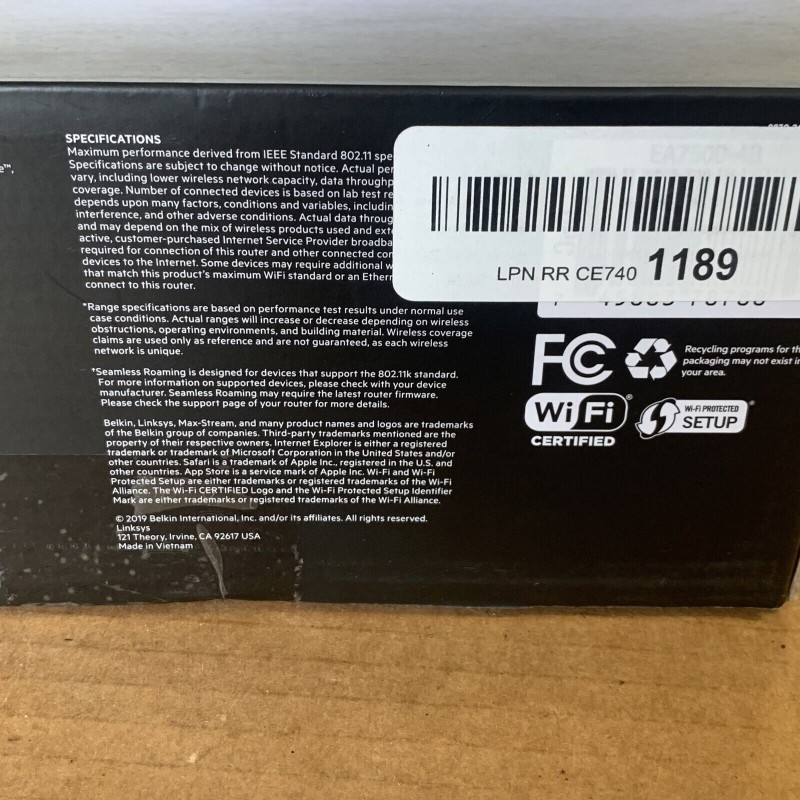 SPECIFICATIONS
Maximum performance derived from IEEE Standard 802.11 spe
Specifications are subject to change without notice. Actual per
vary, including lower wireless network capacity, data throughp
coverage. Number of connected devices is based on lab test re
depends upon many factors, conditions and variables, includin
interference, and other adverse conditions. Actual data throug
and may depend on the mix of wireless products used and ext
active, customer-purchased Internet Service Provider broadba
required for connection of this router and other connected con
devices to the Internet. Some devices may require additional w
that match this product's maximum WiFi standard or an Ethern
connect to this router.
*Range specifications are based on performance test results under normal use
case conditions. Actual ranges will increase or decrease depending on wireless
obstructions, operating environments, and building material. Wireless coverage
claims are used only as reference and are not guaranteed, as each wireless
network is unique.
†Seamless Roaming is designed for devices that support the 802.11k standard.
For more information on supported devices, please check with your device
manufacturer. Seamless Roaming may require the latest router firmware.
Please check the support page of your router for more details.
Belkin, Linksys, Max-Stream, and many product names and logos are trademarks
of the Belkin group of companies. Third-party trademarks mentioned are the
property of their respective owners. Internet Explorer is either a registered
trademark or trademark of Microsoft Corporation in the United States and/or
other countries. Safari is a trademark of Apple Inc., registered in the U.S. and
other countries. App Store is a service mark of Apple Inc. Wi-Fi and Wi-Fi
Protected Setup are either trademarks or registered trademarks of the Wi-Fi
Alliance. The Wi-Fi CERTIFIED Logo and the Wi-Fi Protected Setup Identifier
Mark are either trademarks or registered trademarks of the Wi-Fi Alliance.
© 2019 Belkin International, Inc. and/or its affiliates. All rights reserved.
Linksys
121 Theory, Irvine, CA 92617 USA
Made in Vietnam
LPN RR CE740 1189
FC
Recycling programs for th
packaging may not exist in
your area.
Wi Fi®
CERTIFIED
Wi-Fi PROTECTED
SETUP